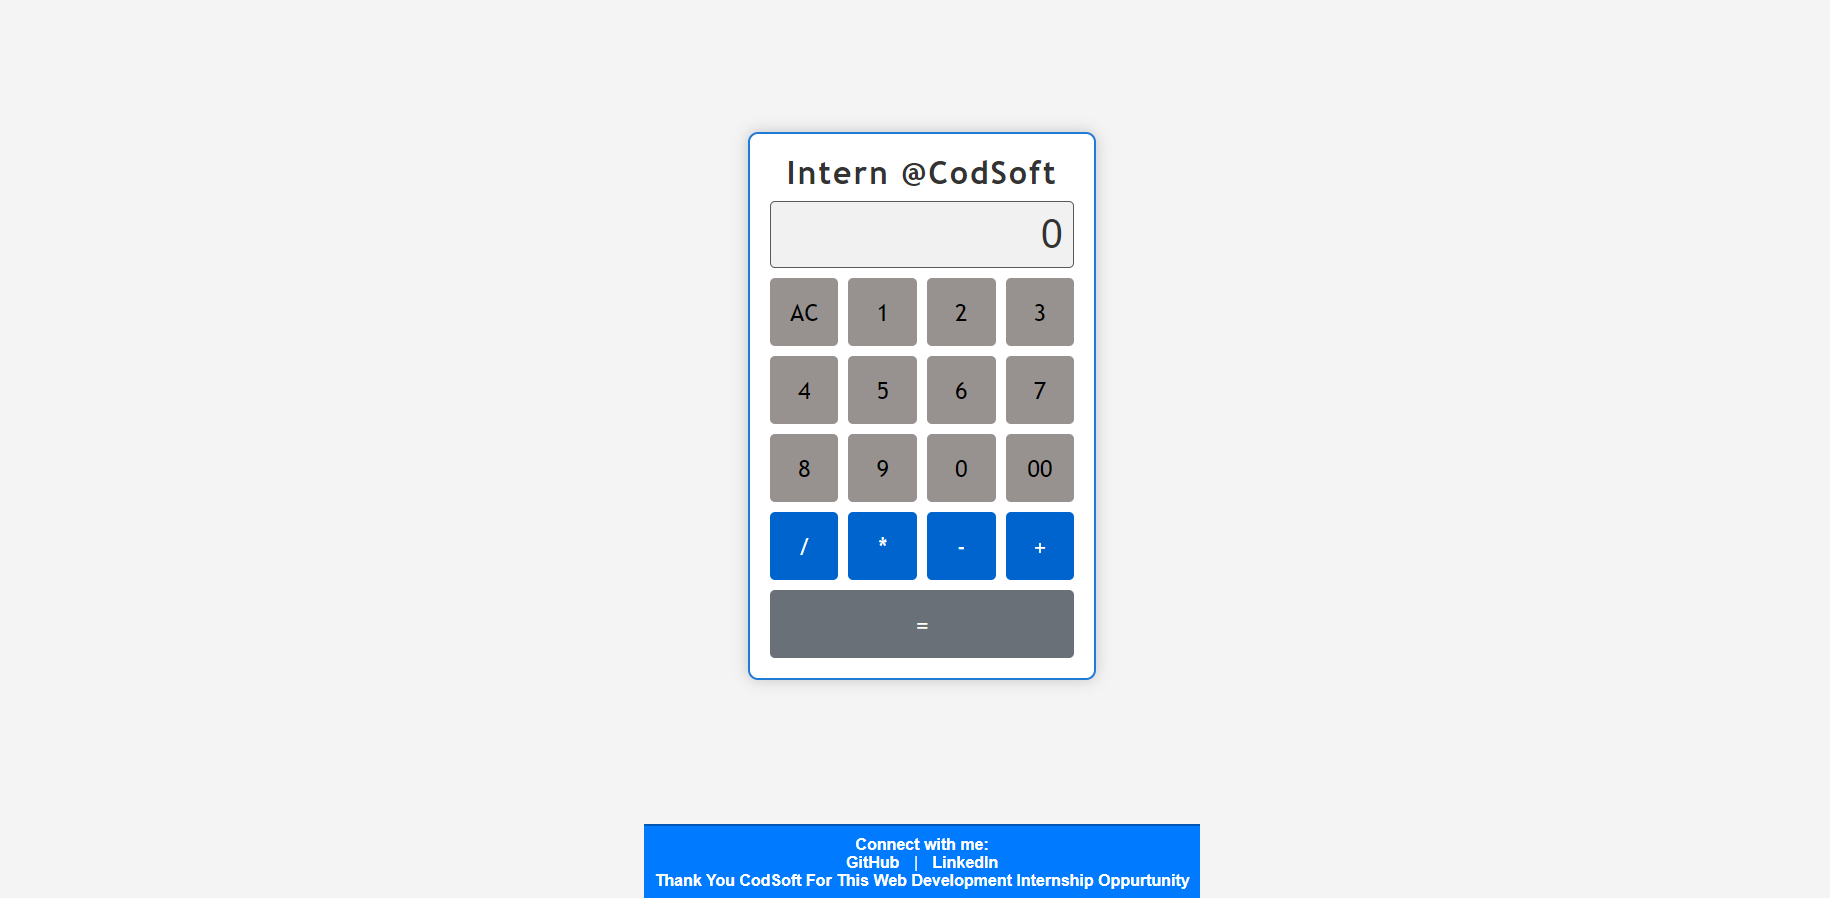 Intern @CodSoft
0
AC 1 2 3
4 5 6 7
8 9 0 00
/ * - +
=
Connect with me:
GitHub | LinkedIn
Thank You CodSoft For This Web Development Internship Oppurtunity